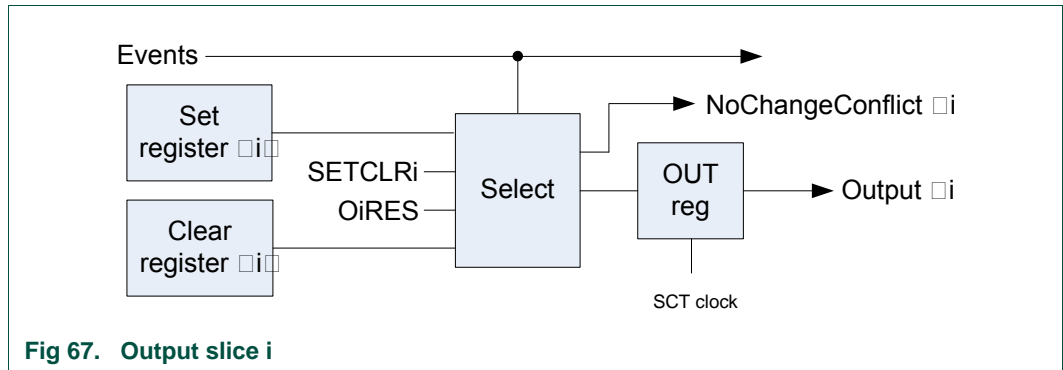 Events
Set
register □i□
NoChangeConflict □i
SETCLRi
OiRES
Select
OUT
reg
Output □i
Clear
register □i□
SCT clock
Fig 67. Output slice i